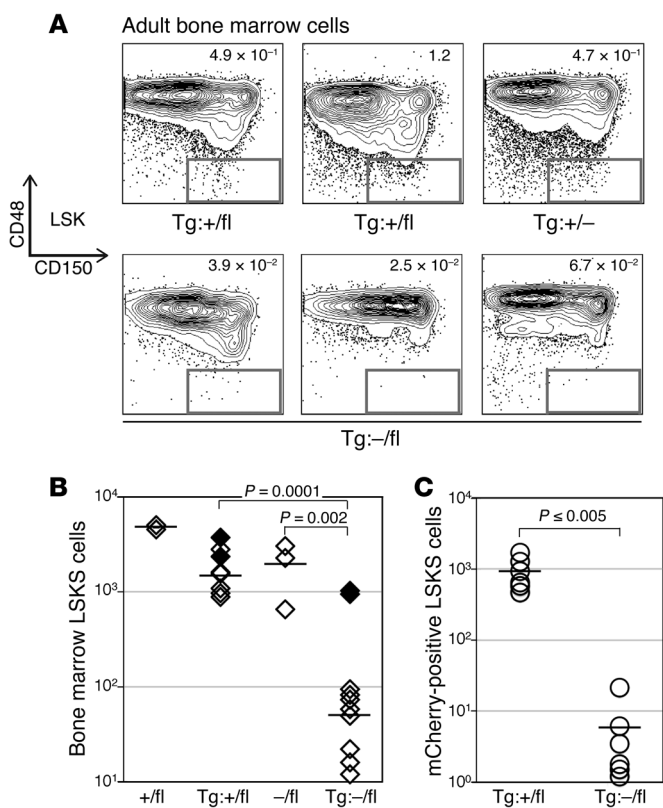 A
Adult bone marrow cells
4.9 × 10⁻¹
1.2
4.7 × 10⁻¹
CD48
LSK
CD150
Tg:+/fl
Tg:+/fl
Tg:+/–
3.9 × 10⁻²
2.5 × 10⁻²
6.7 × 10⁻²
Tg:–/fl
B
Bone marrow LSKS cells
10⁴
10³
10²
10¹
P = 0.0001
P = 0.002
+/fl
Tg:+/fl
–/fl
Tg:–/fl
C
mCherry-positive LSKS cells
10⁴
10³
10²
10¹
10⁰
P ≤ 0.005
Tg:+/fl
Tg:–/fl